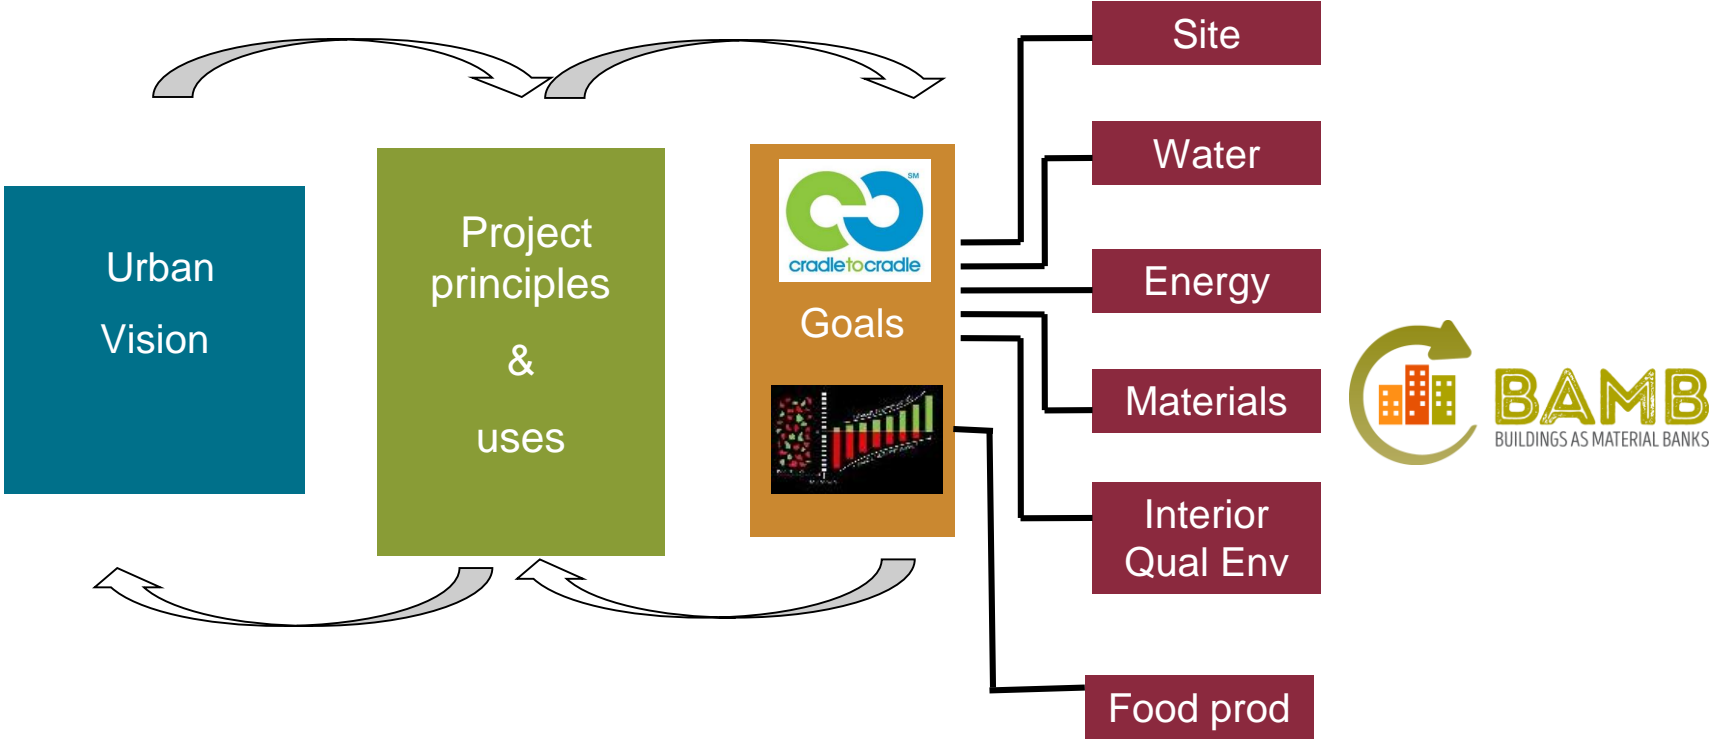 Urban
Vision
Project
principles
&
uses
SM
cradletocradle
Goals
Site
Water
Energy
Materials
Interior
Qual Env
Food prod
BAMB
BUILDINGS AS MATERIAL BANKS